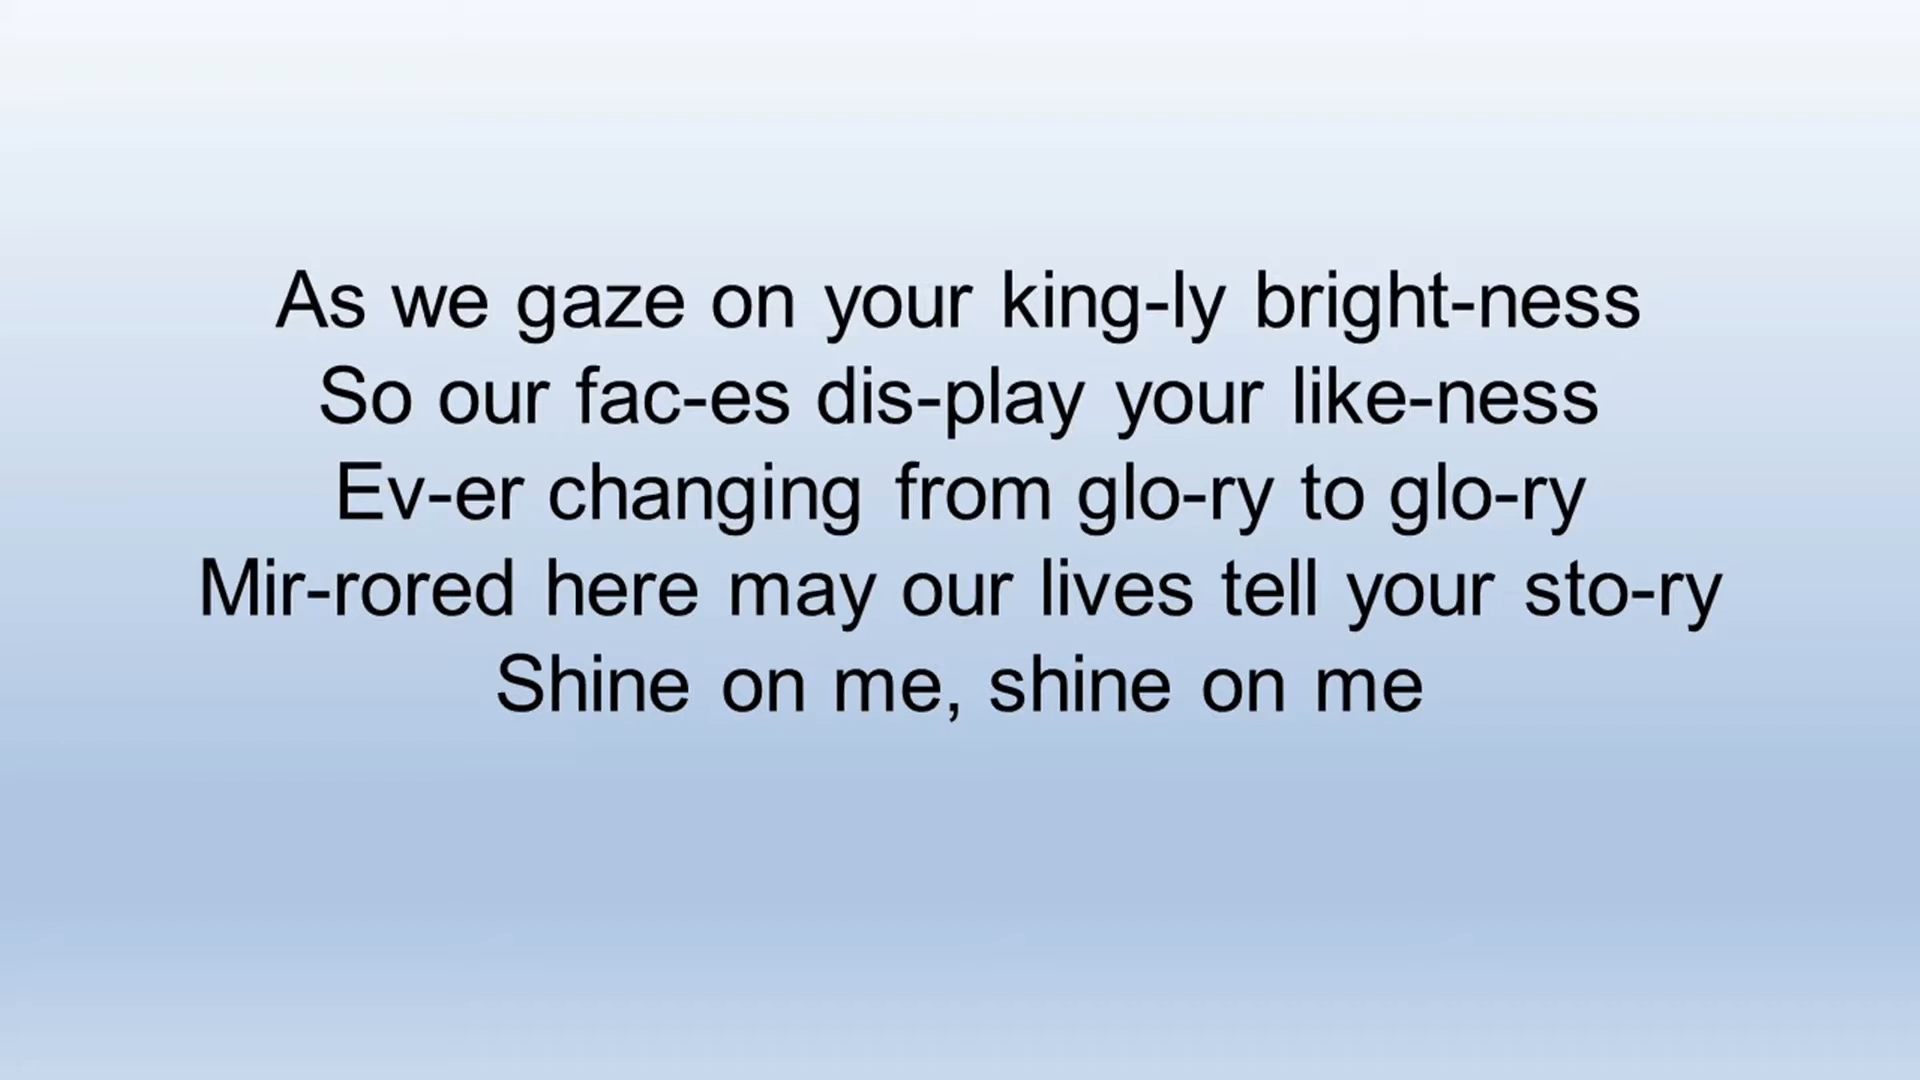 As we gaze on your king-ly bright-ness
So our fac-es dis-play your like-ness
Ev-er changing from glo-ry to glo-ry
Mir-rored here may our lives tell your sto-ry
Shine on me, shine on me